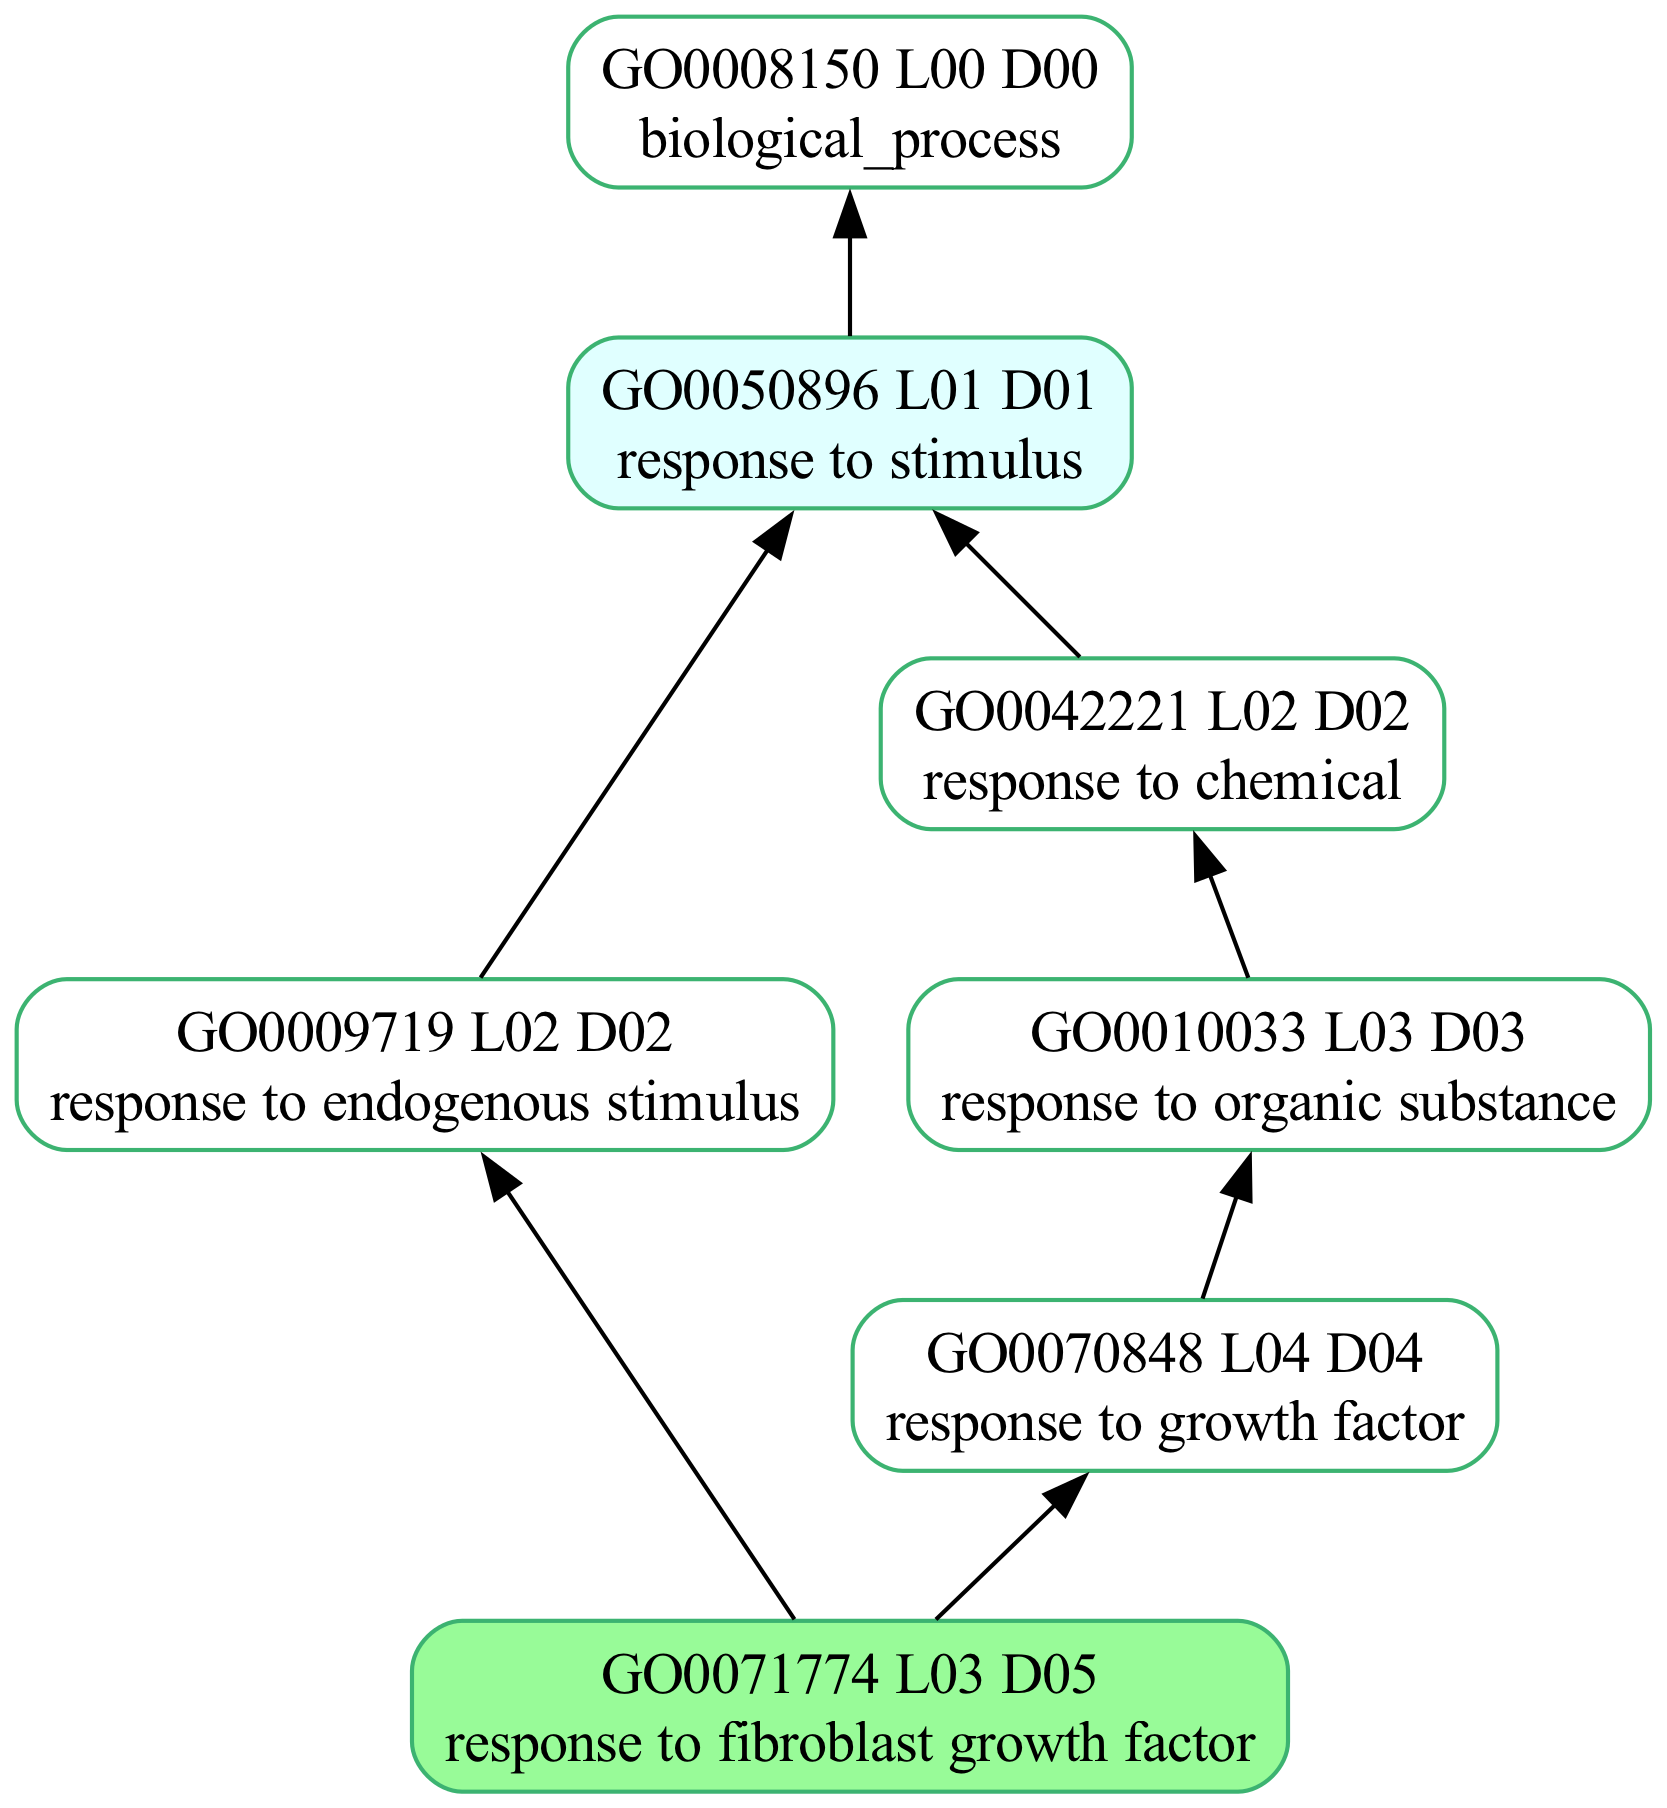 GO0008150 L00 D00
biological_process
GO0050896 L01 D01
response to stimulus
GO0042221 L02 D02
response to chemical
GO0009719 L02 D02
response to endogenous stimulus
GO0010033 L03 D03
response to organic substance
GO0070848 L04 D04
response to growth factor
GO0071774 L03 D05
response to fibroblast growth factor